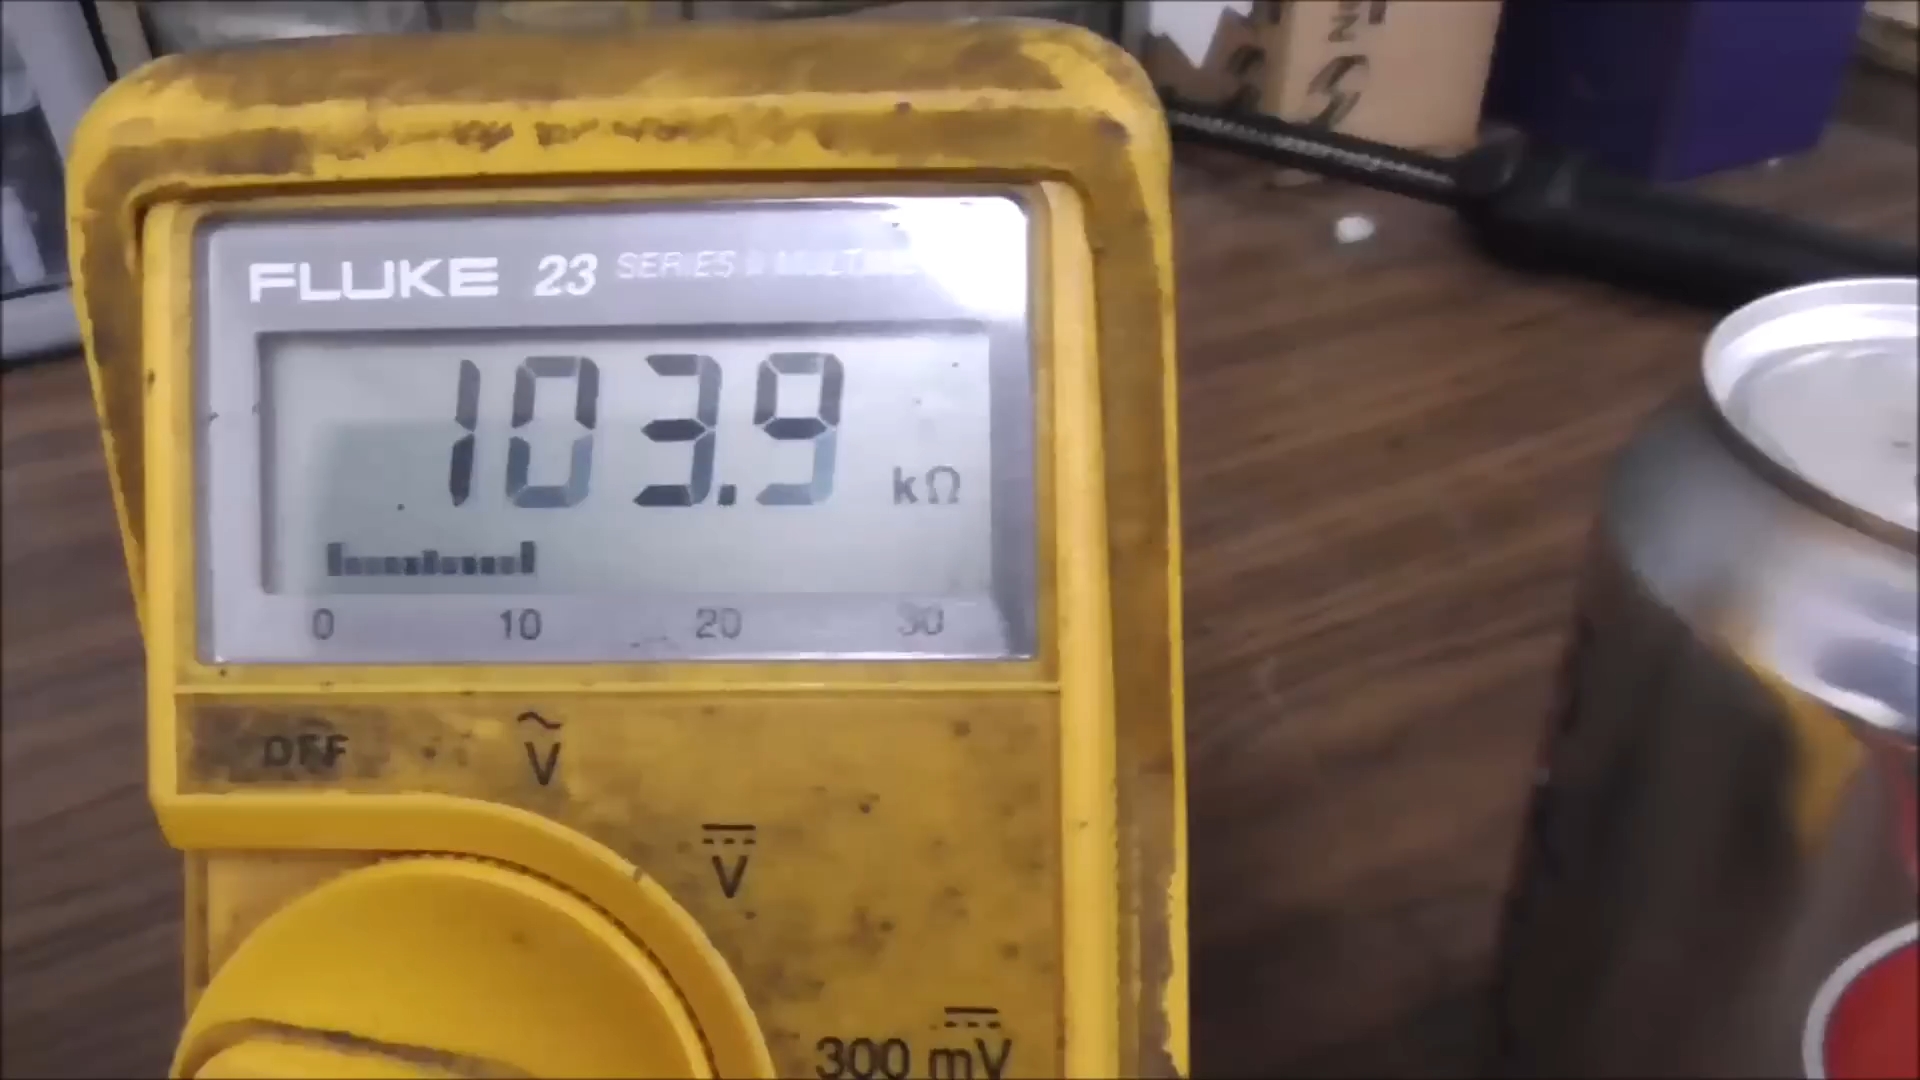 FLUKE 23 SERIES II
103.9 kΩ
0 10 20 30
OFF
V
V
300 mV